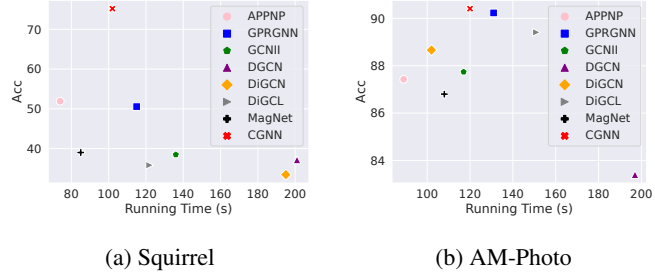 70
60
50
40
Acc
80 100 120 140 160 180 200
Running Time (s)
APPNP
GPRGNN
GCNII
DGCN
DiGCN
DiGCL
MagNet
CGNN
(a) Squirrel
90
88
86
84
Acc
100 120 140 160 180 200
Running Time (s)
APPNP
GPRGNN
GCNII
DGCN
DiGCN
DiGCL
MagNet
CGNN
(b) AM-Photo